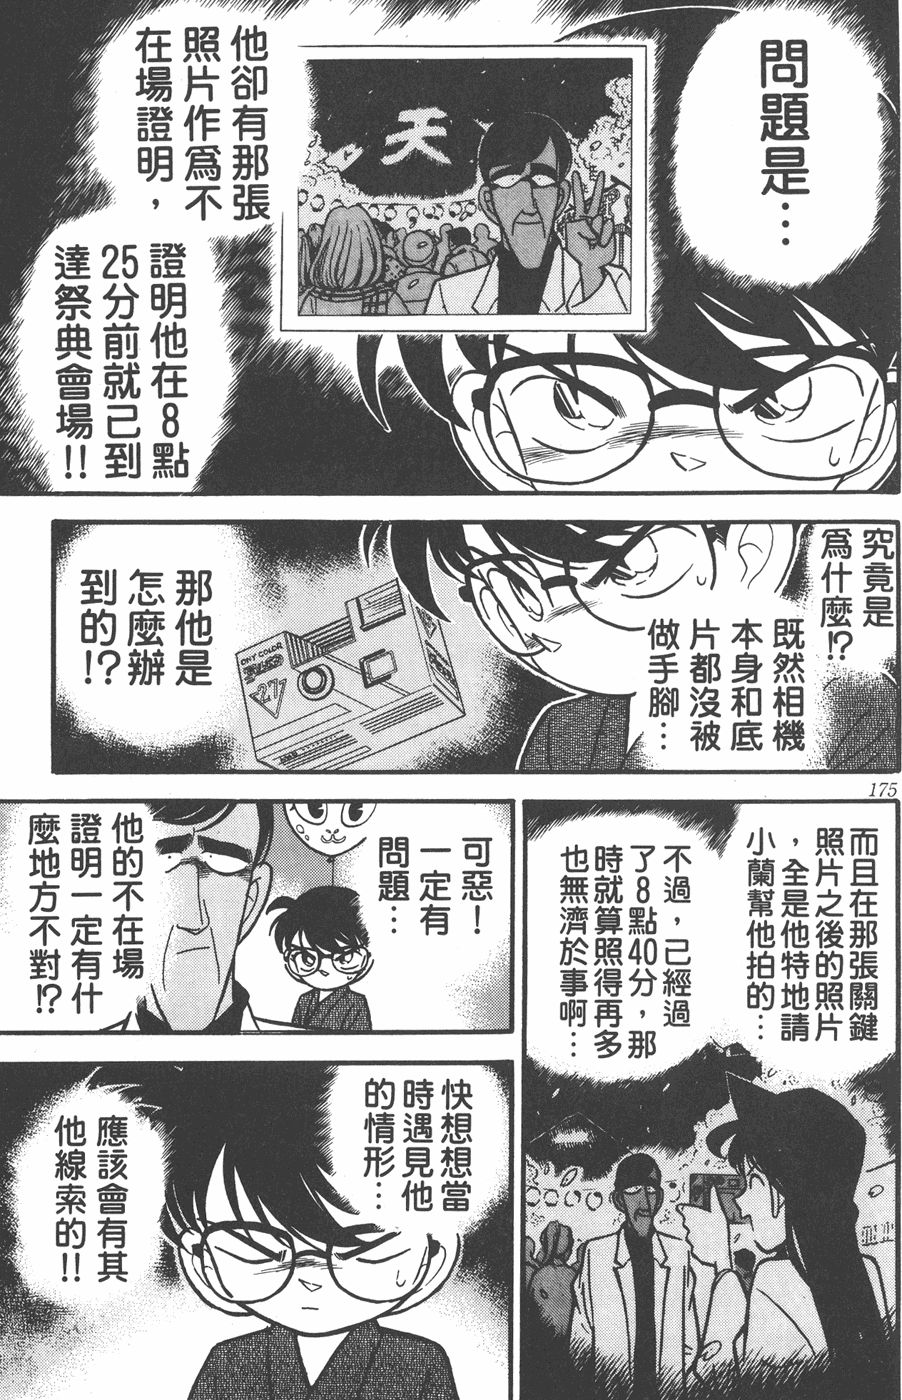 問題是…
他卻有那張
照片作爲不
在場證明，
天
證明他在8點
25分前就已到
達祭典會場!!
究竟是
爲什麼!?
既然相機
本身和底
片都沒被
做手腳…
那他是
怎麼辦
到的!?
ONY COLOR
27
175
而且在那張關鍵
照片之後的照片
，全是他特地請
小蘭幫他拍的…
不過，已經過
了8點40分，那
時就算照得再多
也無濟於事啊…
可惡！
一定有
問題…
他的不在場
證明一定有什
麼地方不對!?
快想想當
時遇見他
的情形…
應該會有其
他線索的!!